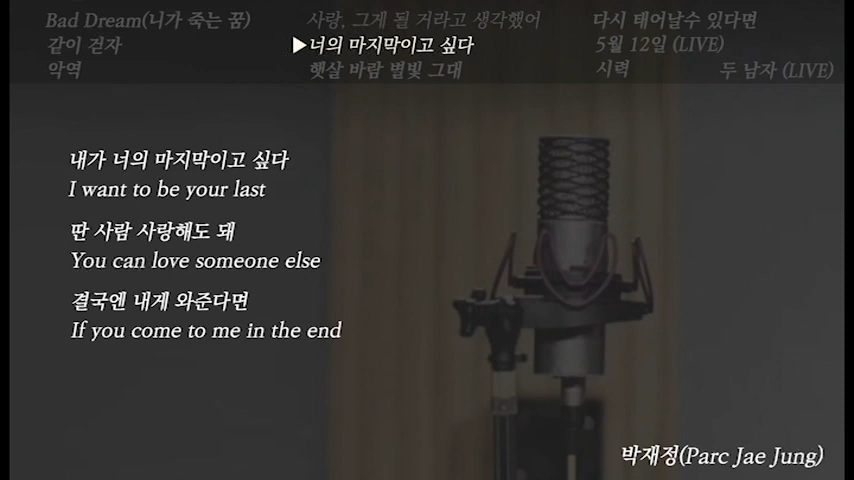 Bad Dream(니가 죽는 꿈)
사랑, 그게 될 거라고 생각했어
다시 태어날수 있다면
같이 걷자
▶너의 마지막이고 싶다
5월 12일 (LIVE)
악역
햇살 바람 별빛 그대
시력
두 남자 (LIVE)
내가 너의 마지막이고 싶다
I want to be your last
딴 사람 사랑해도 돼
You can love someone else
결국엔 내게 와준다면
If you come to me in the end
박재정(Parc Jae Jung)